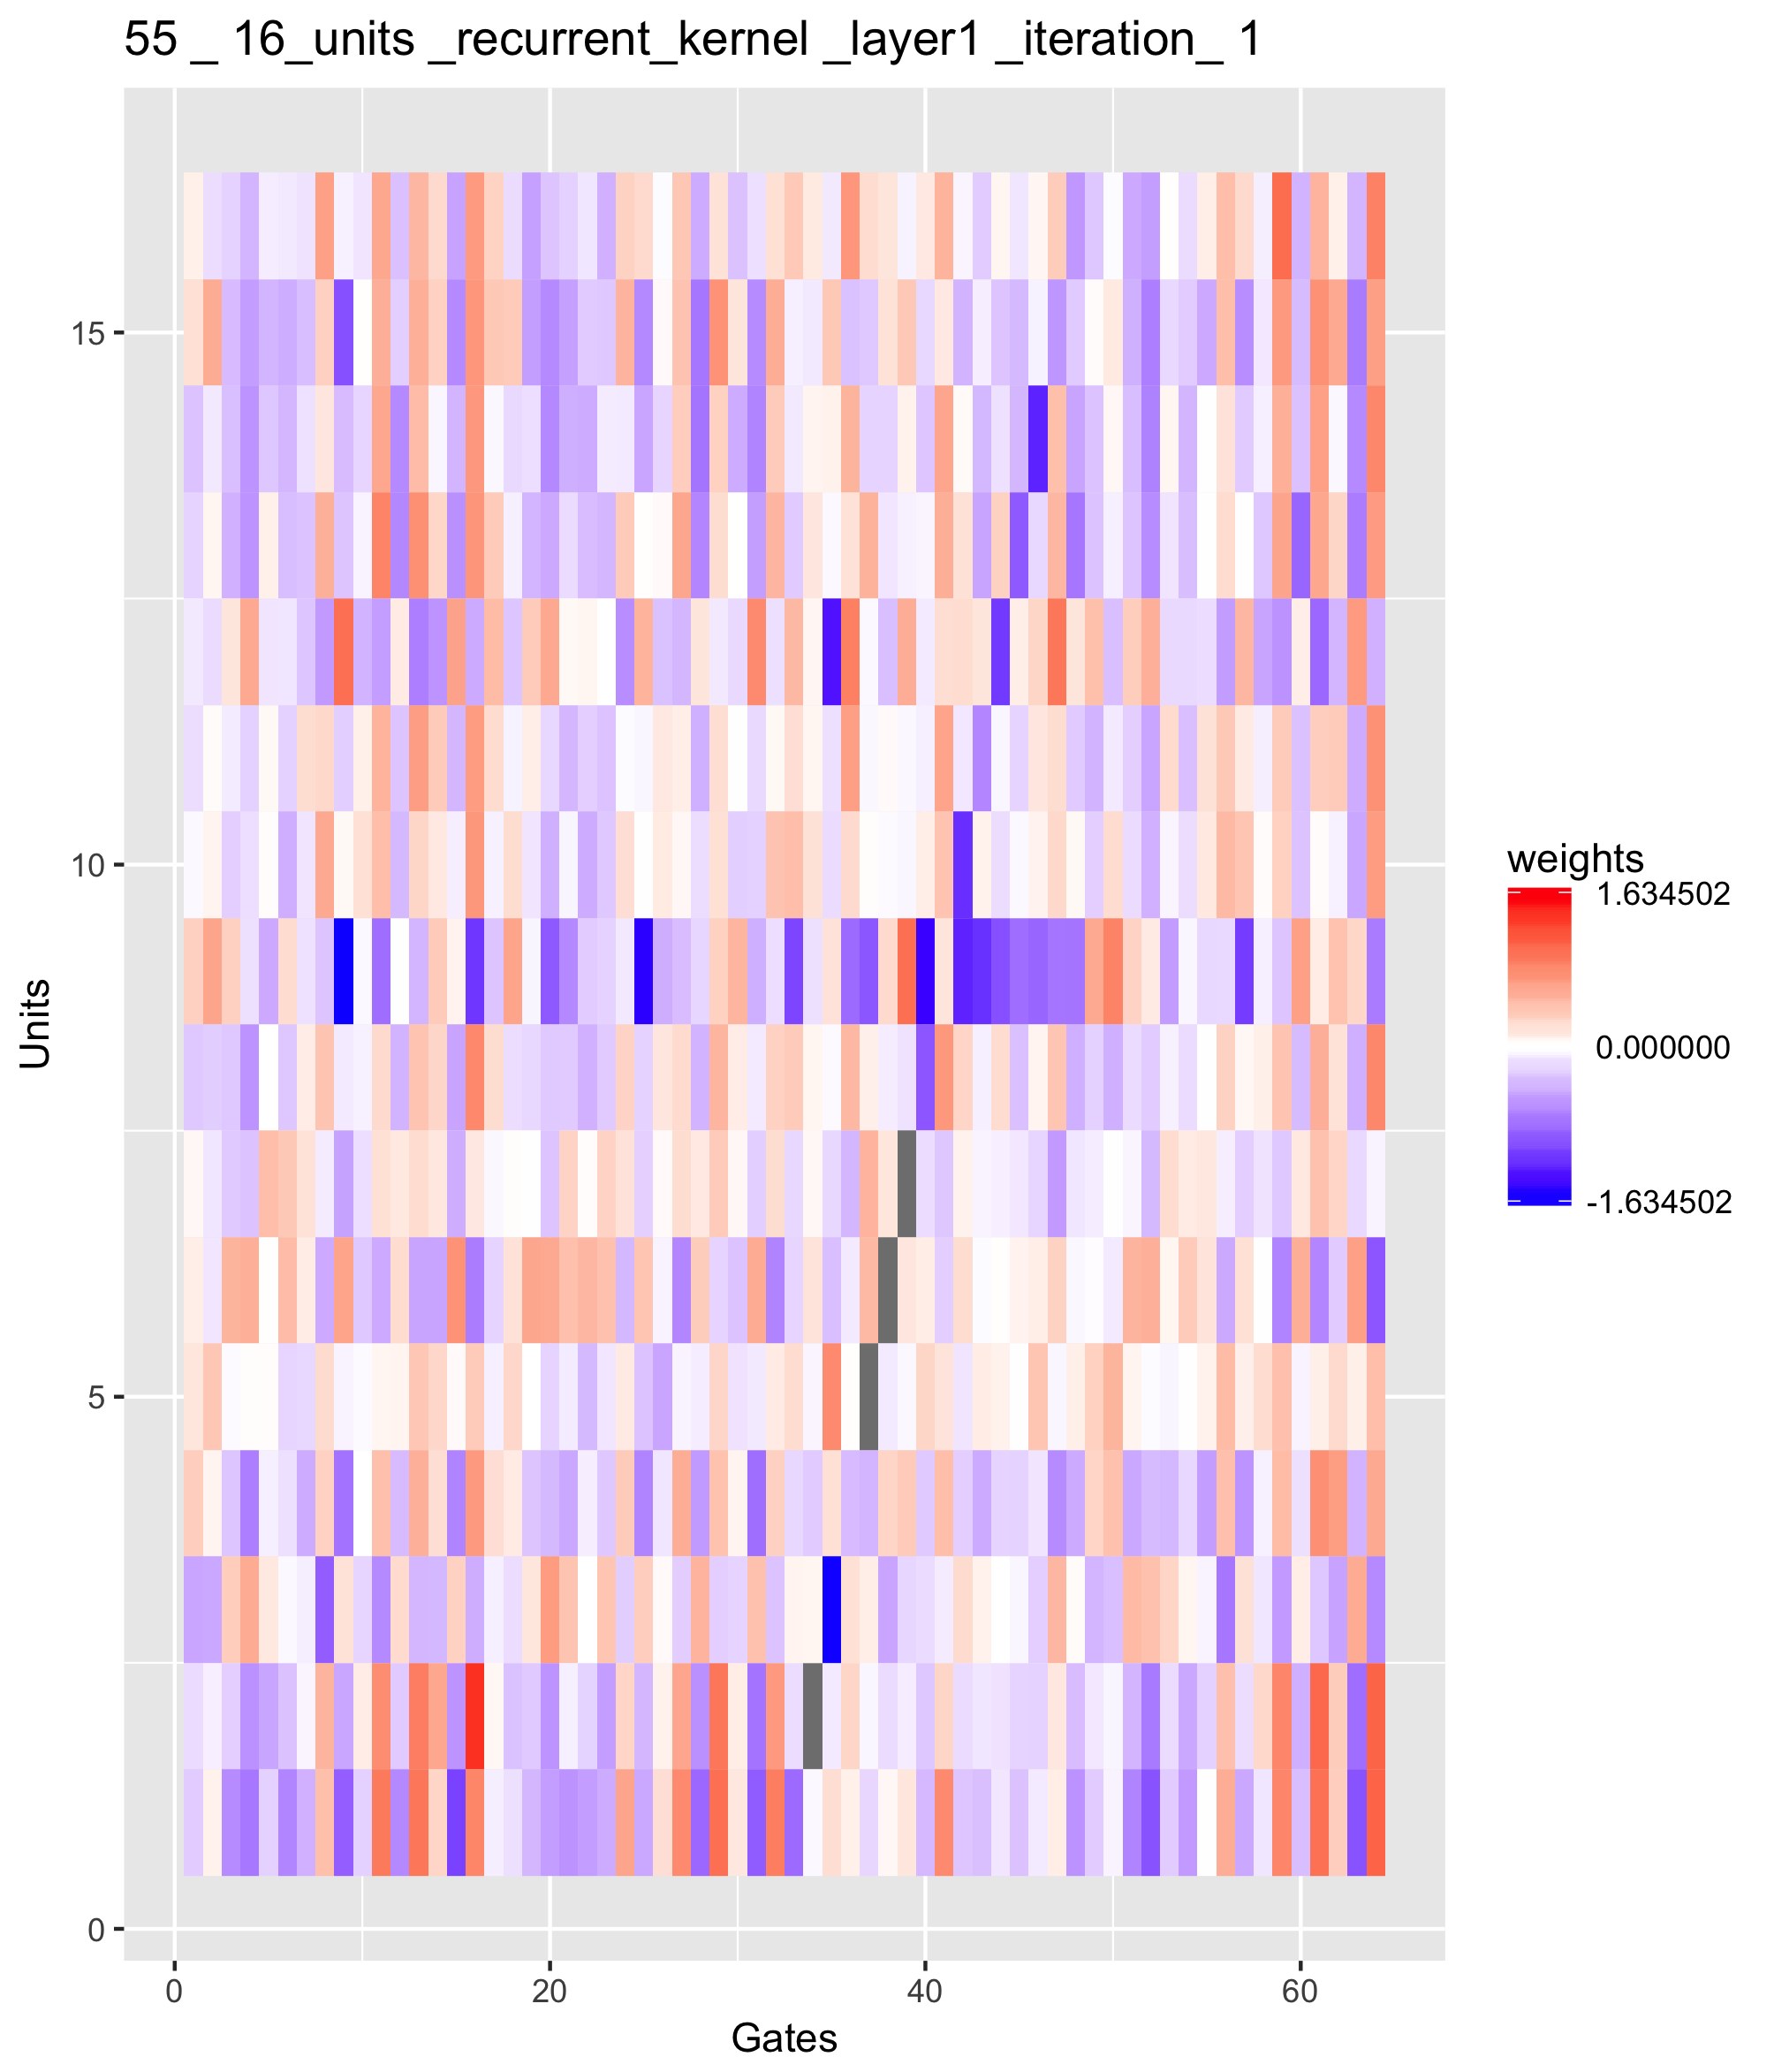 55 _ 16_units _recurrent_kernel _layer1 _iteration_ 1
Units
15
10
5
0
0 20 40 60
Gates
weights
1.634502
0.000000
-1.634502